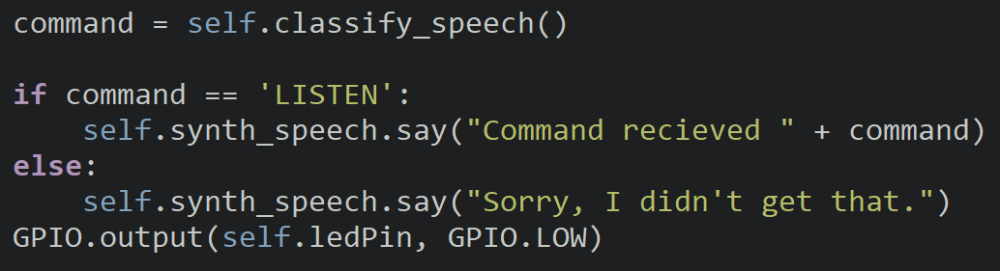 command = self.classify_speech()
if command == 'LISTEN':
    self.synth_speech.say("Command recieved " + command)
else:
    self.synth_speech.say("Sorry, I didn't get that.")
GPIO.output(self.ledPin, GPIO.LOW)